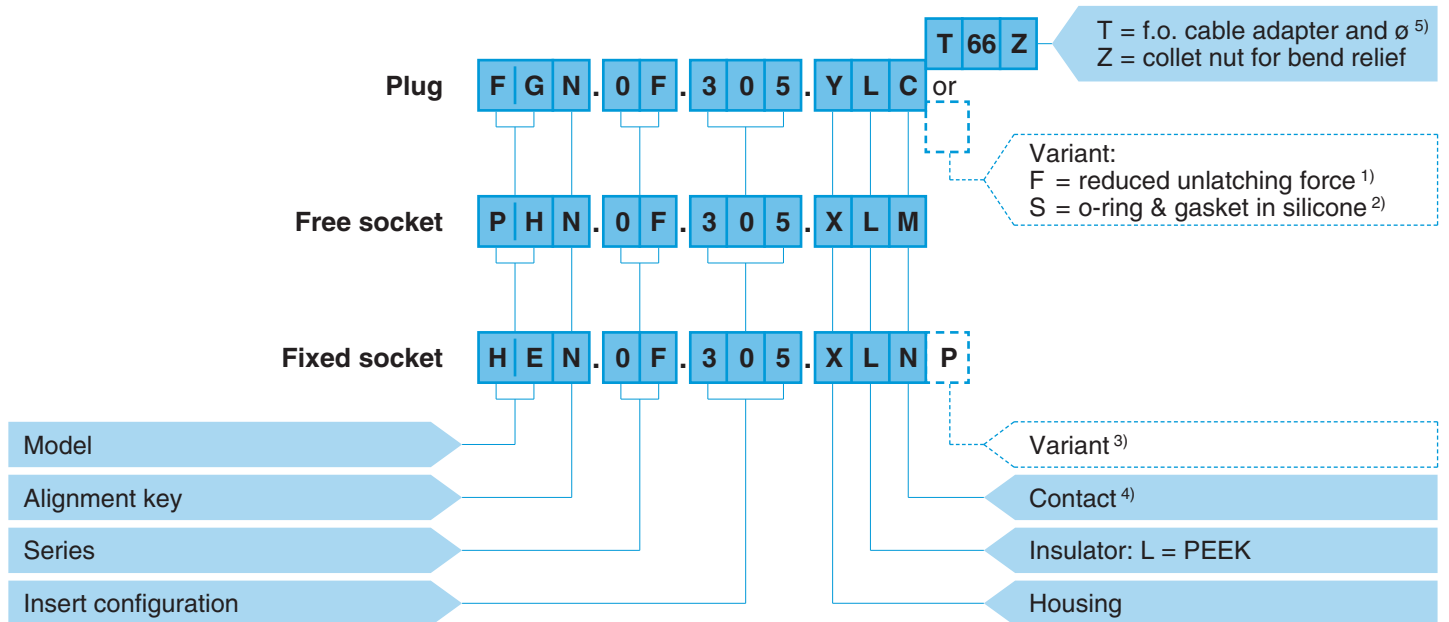 T 66 Z
T = f.o. cable adapter and ø 5)
Z = collet nut for bend relief
Plug F G N . 0 F . 3 0 5 . Y L C or
Variant:
F = reduced unlatching force 1)
S = o-ring & gasket in silicone 2)
Free socket P H N . 0 F . 3 0 5 . X L M
Fixed socket H E N . 0 F . 3 0 5 . X L N P
Model
Variant 3)
Alignment key
Contact 4)
Series
Insulator: L = PEEK
Insert configuration
Housing